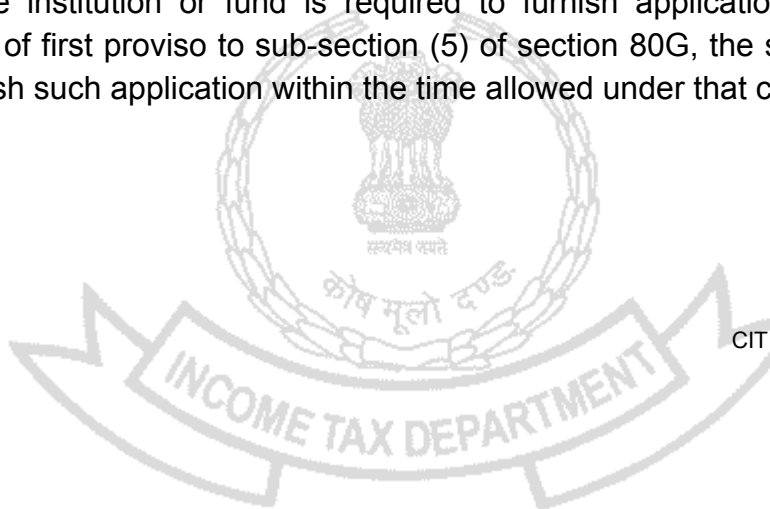 e institution or fund is required to furnish application
of first proviso to sub-section (5) of section 80G, the s
sh such application within the time allowed under that c
सत्यमेव जयते
कोष मूलो दण्डः
CIT
INCOME TAX DEPARTMENT